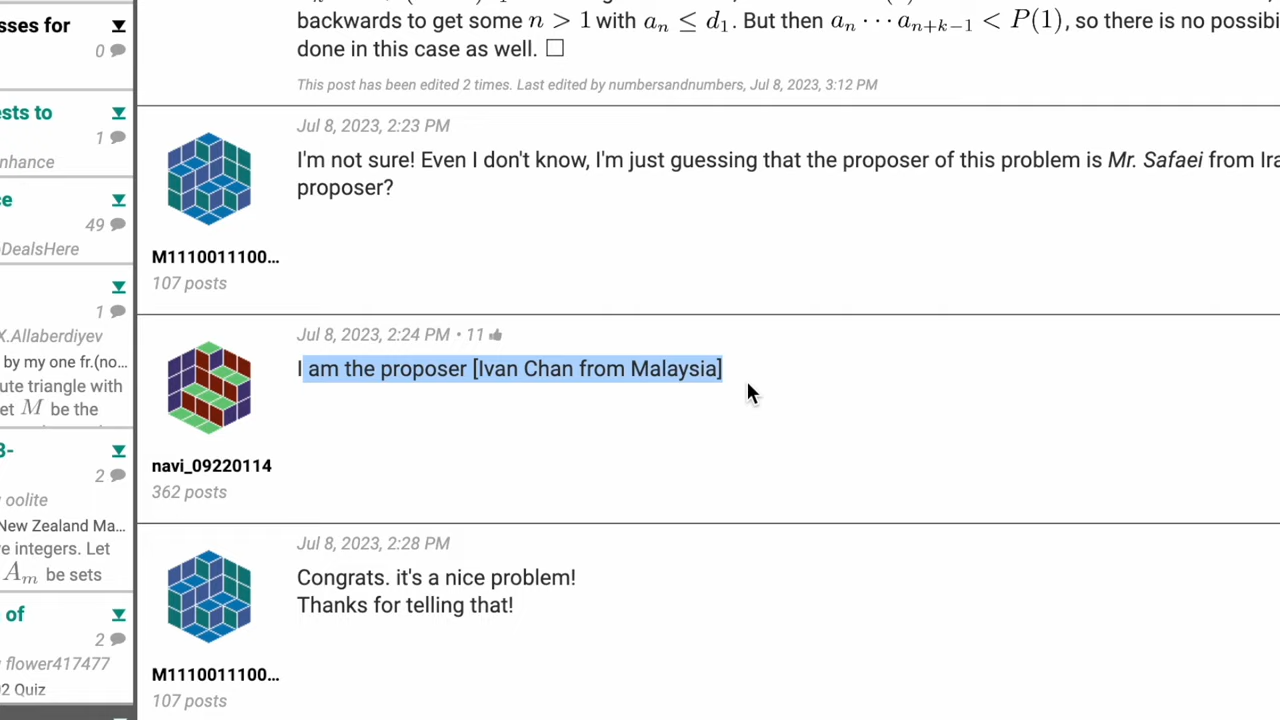 sses for
0
ests to
1
nhance
ce
49
DealsHere
1
X.Allaberdiyev
by my one fr.(no...
ute triangle with
et M be the
3-
2
oolite
New Zealand Ma...
e integers. Let
A_m be sets
of
2
flower417477
2 Quiz
backwards to get some n > 1 with a_n ≤ d_1. But then a_n ⋯ a_{n+k−1} < P(1), so there is no possibi
done in this case as well. □
This post has been edited 2 times. Last edited by numbersandnumbers, Jul 8, 2023, 3:12 PM
Jul 8, 2023, 2:23 PM
I'm not sure! Even I don't know, I'm just guessing that the proposer of this problem is Mr. Safaei from Ira
proposer?
M1110011100...
107 posts
Jul 8, 2023, 2:24 PM • 11
I am the proposer [Ivan Chan from Malaysia]
navi_09220114
362 posts
Jul 8, 2023, 2:28 PM
Congrats. it's a nice problem!
Thanks for telling that!
M1110011100...
107 posts